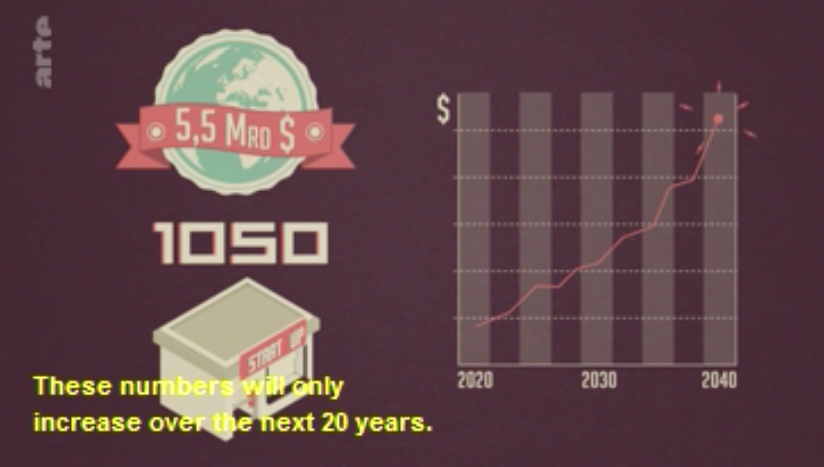 arte
5,5 MRD $
1050
START UP
$
2020 2030 2040
These numbers will only
increase over the next 20 years.